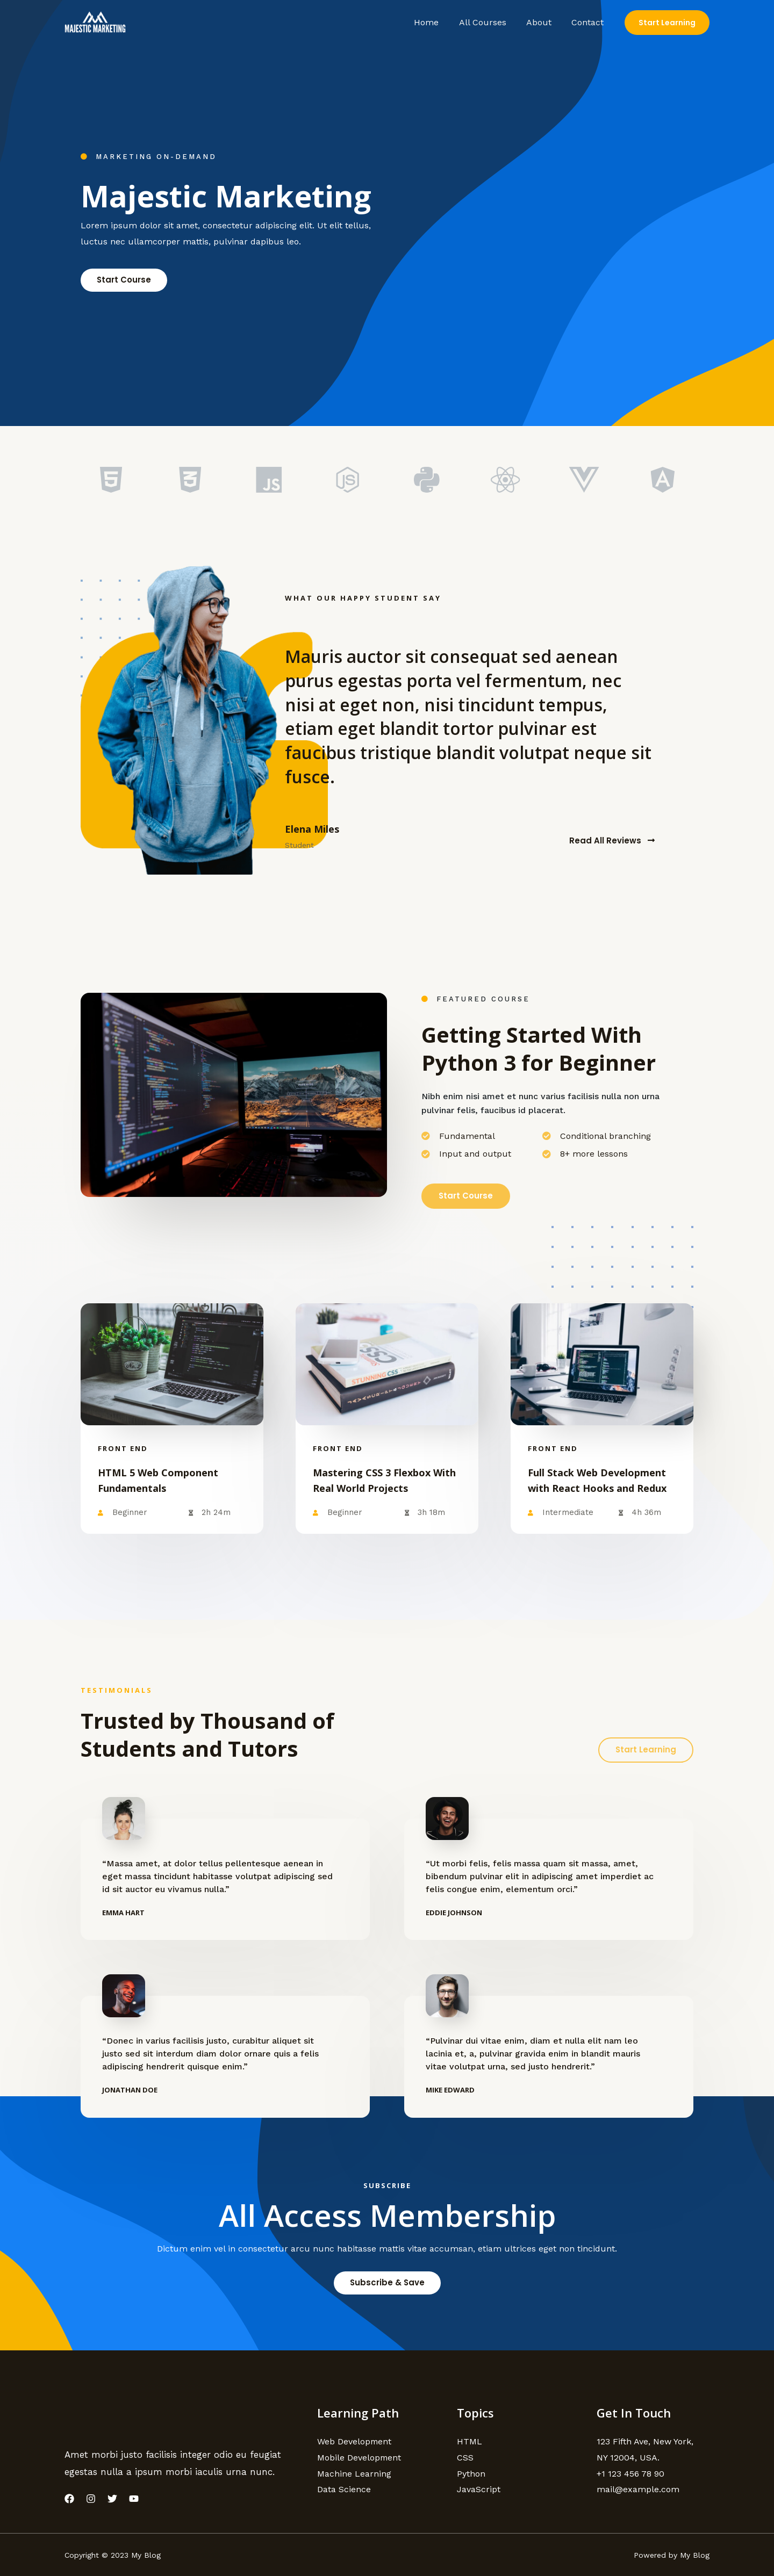 MAJESTIC MARKETING
Home All Courses About Contact Start Learning
MARKETING ON-DEMAND
Majestic Marketing
Lorem ipsum dolor sit amet, consectetur adipiscing elit. Ut elit tellus,
luctus nec ullamcorper mattis, pulvinar dapibus leo.
Start Course
JS
WHAT OUR HAPPY STUDENT SAY
Mauris auctor sit consequat sed aenean
purus egestas porta vel fermentum, nec
nisi at eget non, nisi tincidunt tempus,
etiam eget blandit tortor pulvinar est
faucibus tristique blandit volutpat neque sit
fusce.
Elena Miles
Student
Read All Reviews
FEATURED COURSE
Getting Started With
Python 3 for Beginner
Nibh enim nisi amet et nunc varius facilisis nulla non urna
pulvinar felis, faucibus id placerat.
Fundamental
Conditional branching
Input and output
8+ more lessons
Start Course
STUNNING CSS
FRONT END
HTML 5 Web Component
Fundamentals
Beginner 2h 24m
FRONT END
Mastering CSS 3 Flexbox With
Real World Projects
Beginner 3h 18m
FRONT END
Full Stack Web Development
with React Hooks and Redux
Intermediate 4h 36m
TESTIMONIALS
Trusted by Thousand of
Students and Tutors
Start Learning
“Massa amet, at dolor tellus pellentesque aenean in
eget massa tincidunt habitasse volutpat adipiscing sed
id sit auctor eu vivamus nulla.”
EMMA HART
“Ut morbi felis, felis massa quam sit massa, amet,
bibendum pulvinar elit in adipiscing amet imperdiet ac
felis congue enim, elementum orci.”
EDDIE JOHNSON
“Donec in varius facilisis justo, curabitur aliquet sit
justo sed sit interdum diam dolor ornare quis a felis
adipiscing hendrerit quisque enim.”
JONATHAN DOE
“Pulvinar dui vitae enim, diam et nulla elit nam leo
lacinia et, a, pulvinar gravida enim in blandit mauris
vitae volutpat urna, sed justo hendrerit.”
MIKE EDWARD
SUBSCRIBE
All Access Membership
Dictum enim vel in consectetur arcu nunc habitasse mattis vitae accumsan, etiam ultrices eget non tincidunt.
Subscribe & Save
Amet morbi justo facilisis integer odio eu feugiat
egestas nulla a ipsum morbi iaculis urna nunc.
Learning Path
Web Development
Mobile Development
Machine Learning
Data Science
Topics
HTML
CSS
Python
JavaScript
Get In Touch
123 Fifth Ave, New York,
NY 12004, USA.
+1 123 456 78 90
mail@example.com
Copyright © 2023 My Blog
Powered by My Blog